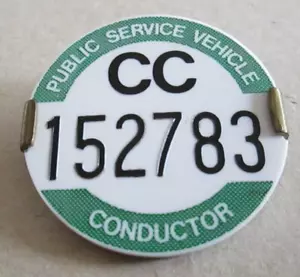 PUBLIC SERVICE VEHICLE
CC
152783
CONDUCTOR